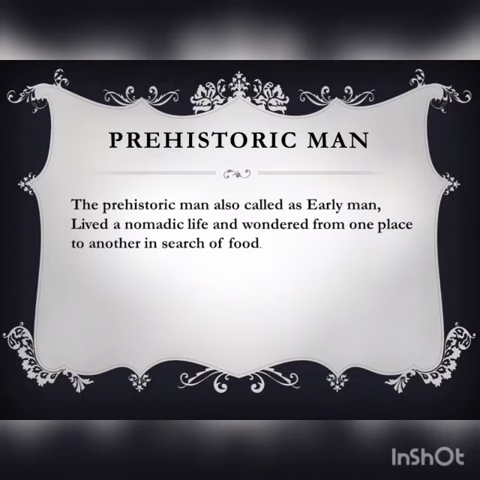 PREHISTORIC MAN
The prehistoric man also called as Early man,
Lived a nomadic life and wondered from one place
to another in search of food.
InShOt